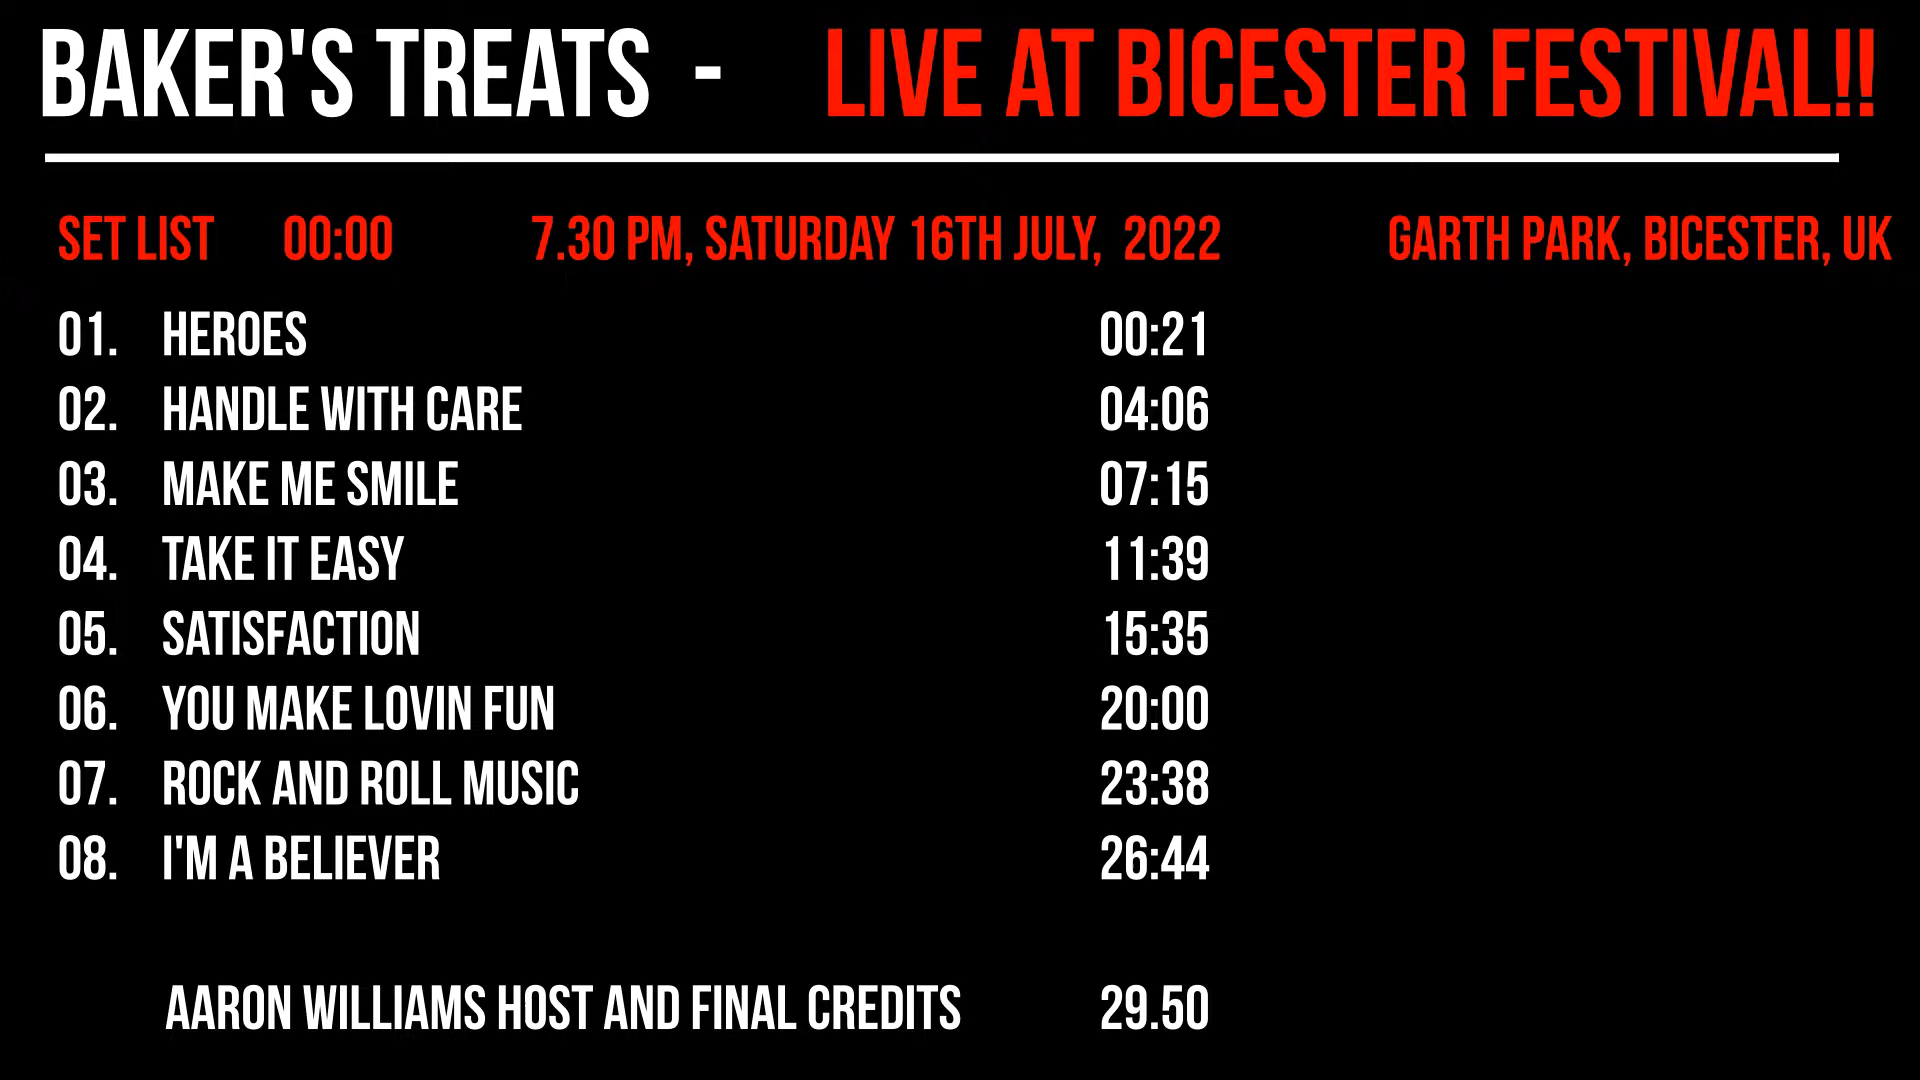 BAKER'S TREATS - LIVE AT BICESTER FESTIVAL!!
SET LIST 00:00 7.30 PM, SATURDAY 16TH JULY, 2022 GARTH PARK, BICESTER, UK
01. HEROES 00:21
02. HANDLE WITH CARE 04:06
03. MAKE ME SMILE 07:15
04. TAKE IT EASY 11:39
05. SATISFACTION 15:35
06. YOU MAKE LOVIN FUN 20:00
07. ROCK AND ROLL MUSIC 23:38
08. I'M A BELIEVER 26:44
AARON WILLIAMS HOST AND FINAL CREDITS 29.50